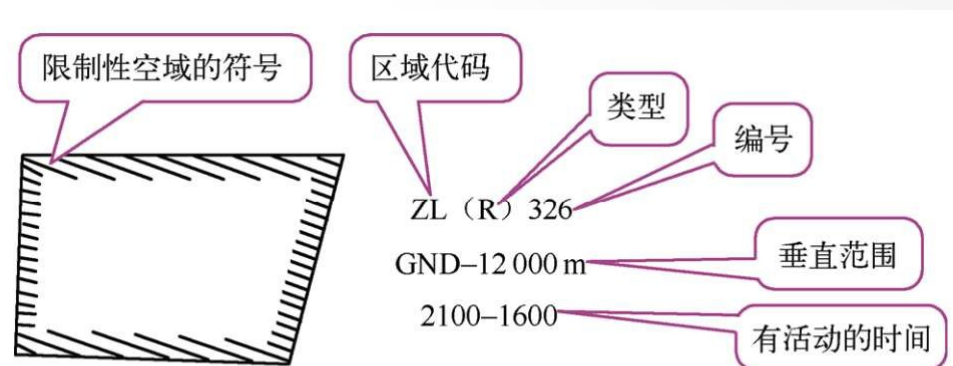 限制性空域的符号
区域代码
类型
编号
ZL（R）326
GND–12 000 m
垂直范围
2100–1600
有活动的时间